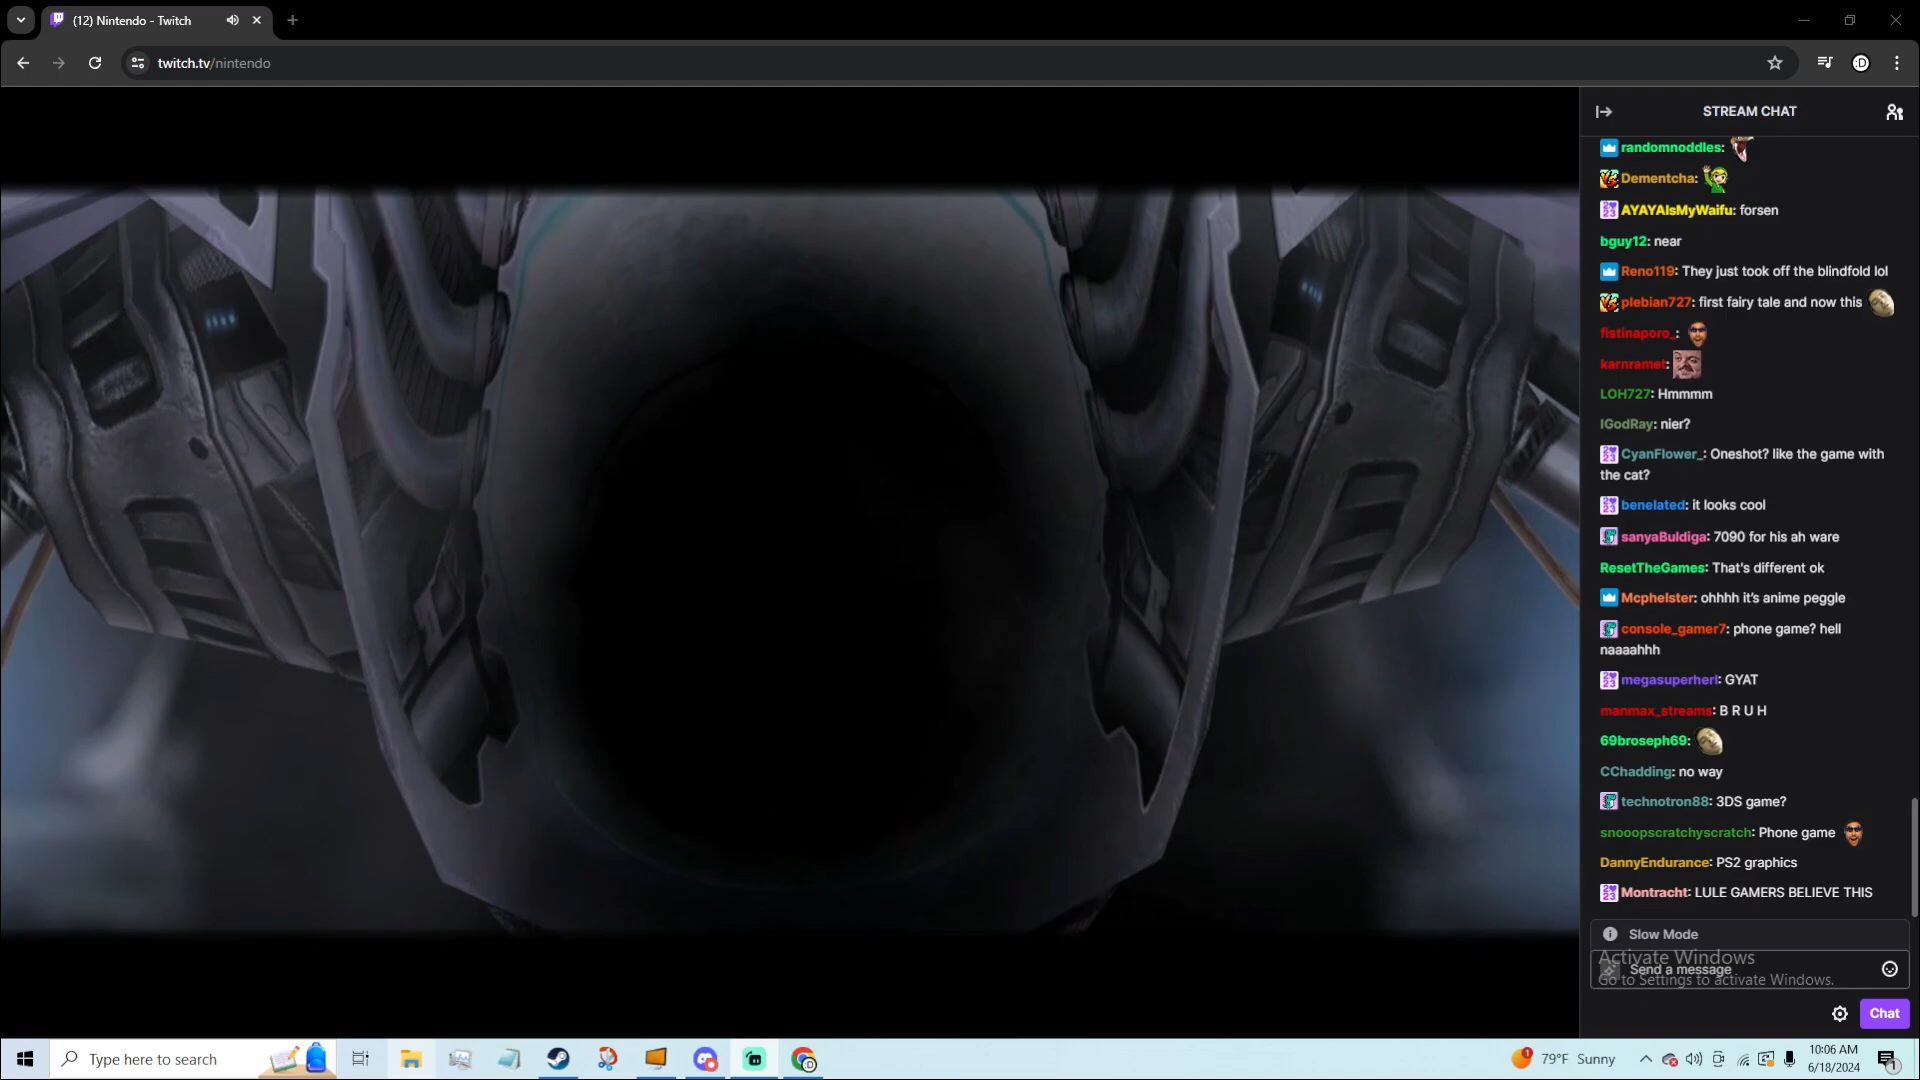 (12) Nintendo - Twitch
twitch.tv/nintendo
STREAM CHAT
randomnoddles:
Dementcha:
AYAYAIsMyWaifu: forsen
bguy12: near
Reno119: They just took off the blindfold lol
plebian727: first fairy tale and now this
fistinaporo_:
karnramet:
LOH727: Hmmmm
IGodRay: nier?
CyanFlower_: Oneshot? like the game with
the cat?
benelated: it looks cool
sanyaBuldiga: 7090 for his ah ware
ResetTheGames: That's different ok
Mcphelster: ohhhh it's anime peggle
console_gamer7: phone game? hell
naaaahhh
megasuperherl: GYAT
manmax_streams: B R U H
69broseph69:
CChadding: no way
technotron88: 3DS game?
snooopscratchyscratch: Phone game
DannyEndurance: PS2 graphics
Montracht: LULE GAMERS BELIEVE THIS
Slow Mode
Activate Windows
Send a message
Go to Settings to activate Windows.
Chat
Type here to search
1
79°F Sunny
10:06 AM
6/18/2024
1